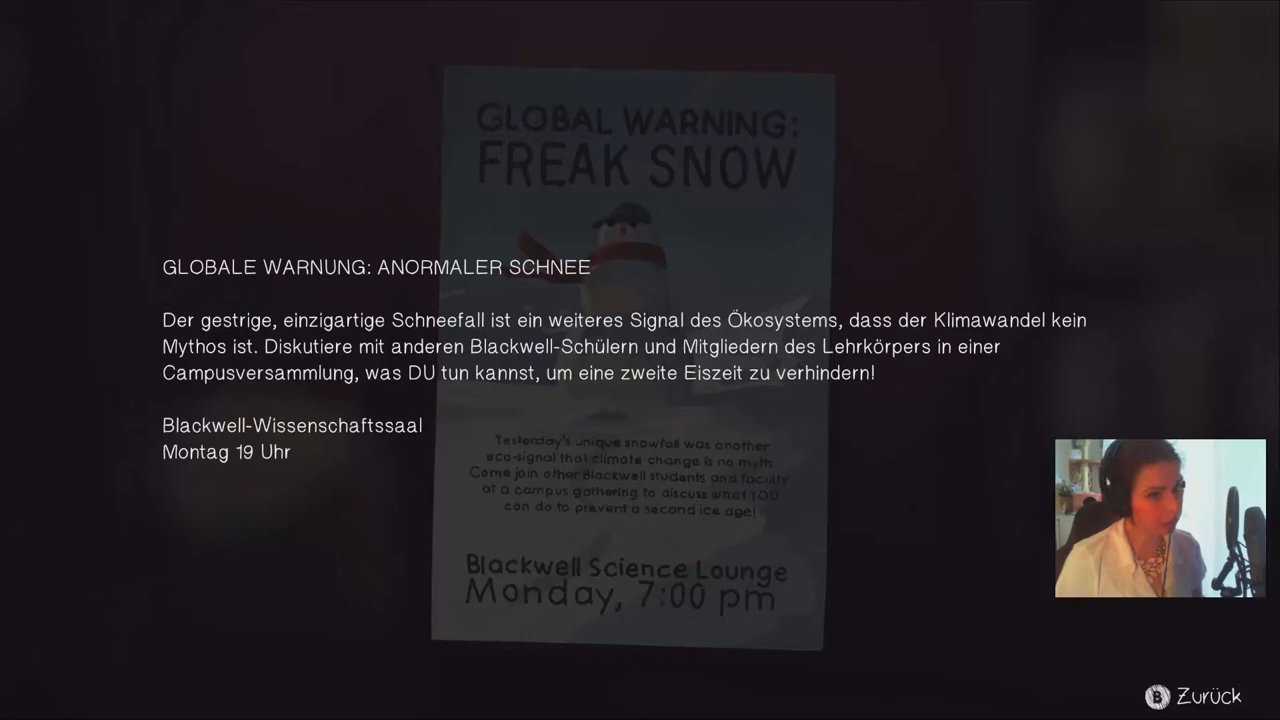 GLOBAL WARNING:
FREAK SNOW
GLOBALE WARNUNG: ANORMALER SCHNEE
Der gestrige, einzigartige Schneefall ist ein weiteres Signal des Ökosystems, dass der Klimawandel kein
Mythos ist. Diskutiere mit anderen Blackwell-Schülern und Mitgliedern des Lehrkörpers in einer
Campusversammlung, was DU tun kannst, um eine zweite Eiszeit zu verhindern!
Blackwell-Wissenschaftssaal
Montag 19 Uhr
Yesterday's unique snowfall was another
eco-signal that climate change is no myth.
Come join other Blackwell students and faculty
at a campus gathering to discuss what YOU
can do to prevent a second ice age!
Blackwell Science Lounge
Monday, 7:00 pm
B Zurück